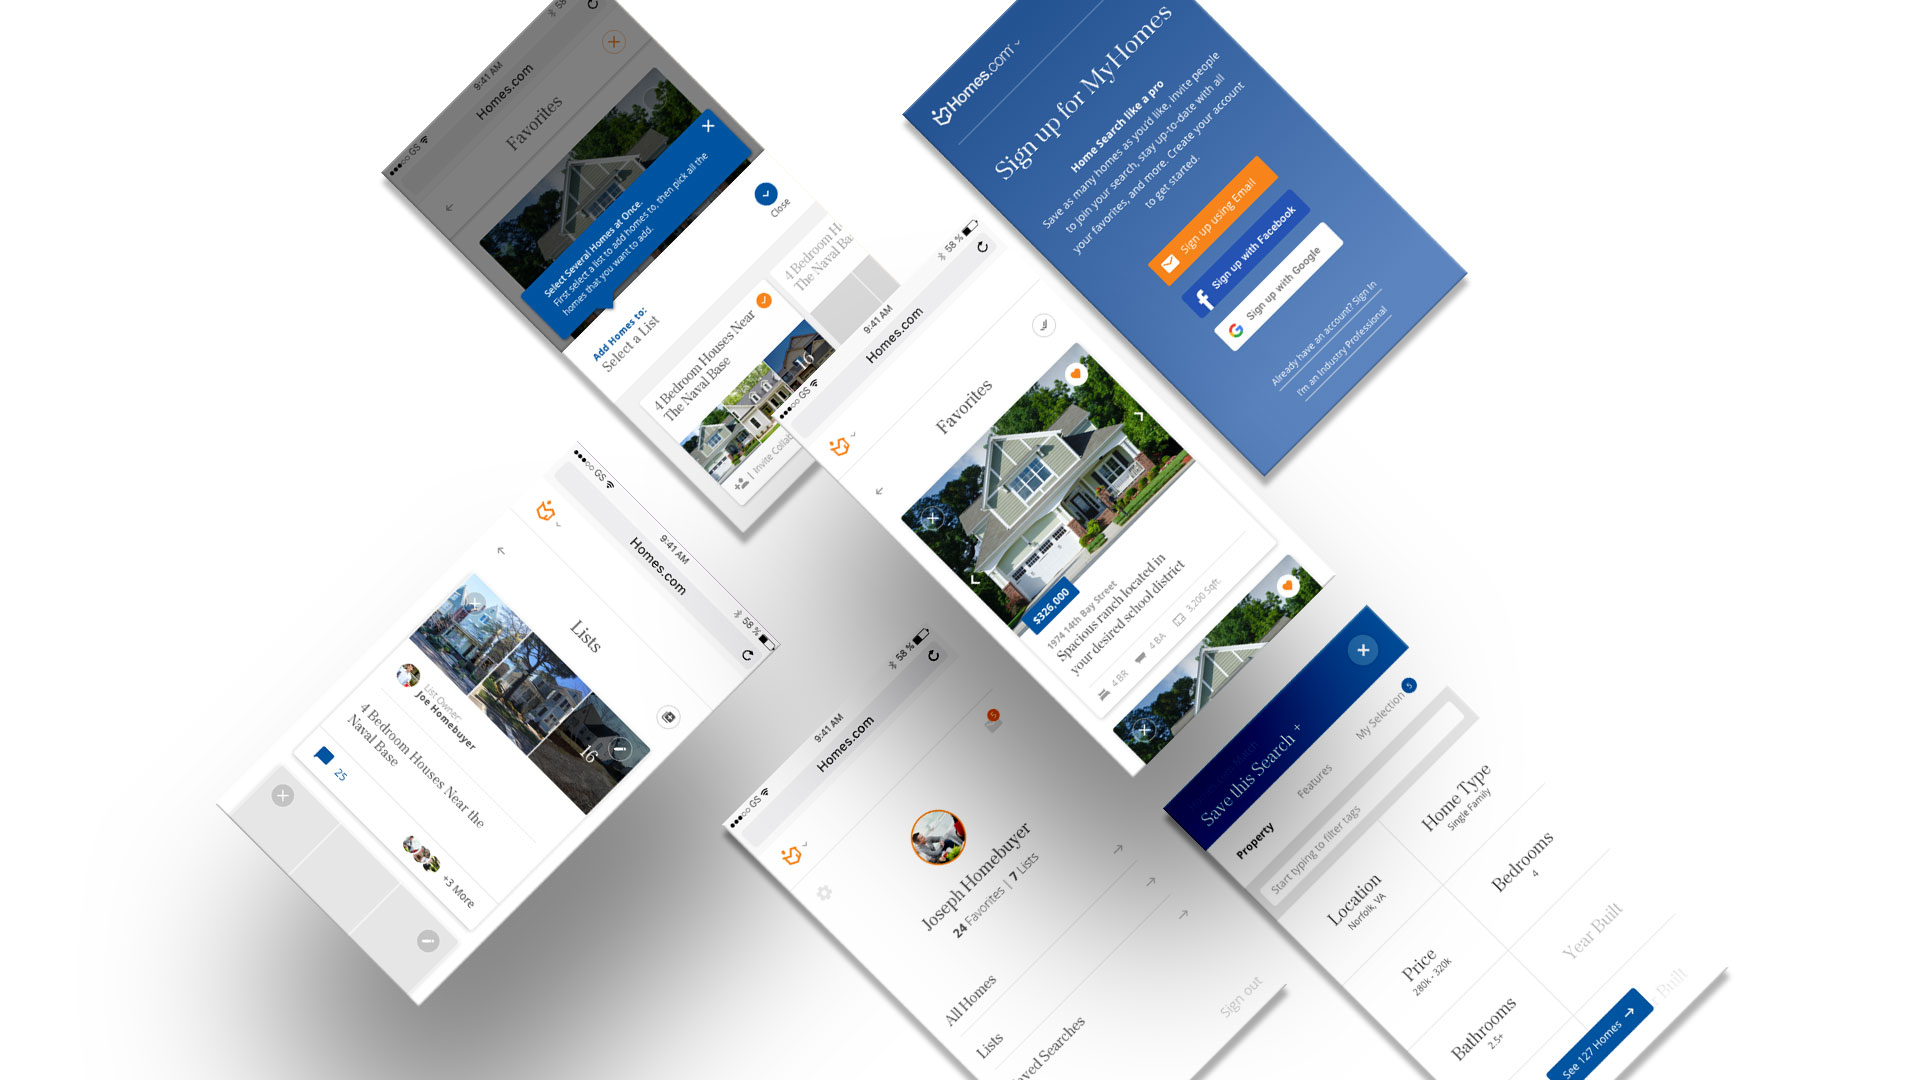 GS
9:41 AM
58
Homes.com
Favorites
Select Several Homes at Once.
First select a list to add homes to, then pick all the
homes that you want to add.
Close
Add Homes to:
Select a List
4 Bedroom Houses Near
The Naval Base
16
4 Bedroom H
The Naval Ba
Invite Collab
Homes.com
Sign up for MyHomes
Home Search like a pro
Save as many homes as you'd like, invite people
to join your search, stay up-to-date with all
your favorites, and more. Create your account
to get started.
Sign up using Email
Sign up with Facebook
Sign up with Google
Already have an account? Sign In
I'm an Industry Professional
GS
9:41 AM
58 %
Homes.com
Favorites
$326,000
1974 14th Bay Street
Spacious ranch located in
your desired school district
4 BR
4 BA
3,200 Sqft.
GS
9:41 AM
58 %
Homes.com
Lists
16
List Owner:
Joe Homebuyer
4 Bedroom Houses Near the
Naval Base
25
+3 More
GS
9:41 AM
58 %
Homes.com
5
Joseph Homebuyer
24 Favorites | 7 Lists
All Homes
Lists
ved Searches
Sign out
Save this Search +
Property
Features
My Selection
5
Start typing to filter tags
Location
Norfolk, VA
Home Type
Single Family
Price
280k - 320k
Bedrooms
4
Bathrooms
2.5+
Year Built
Built
See 127 Homes